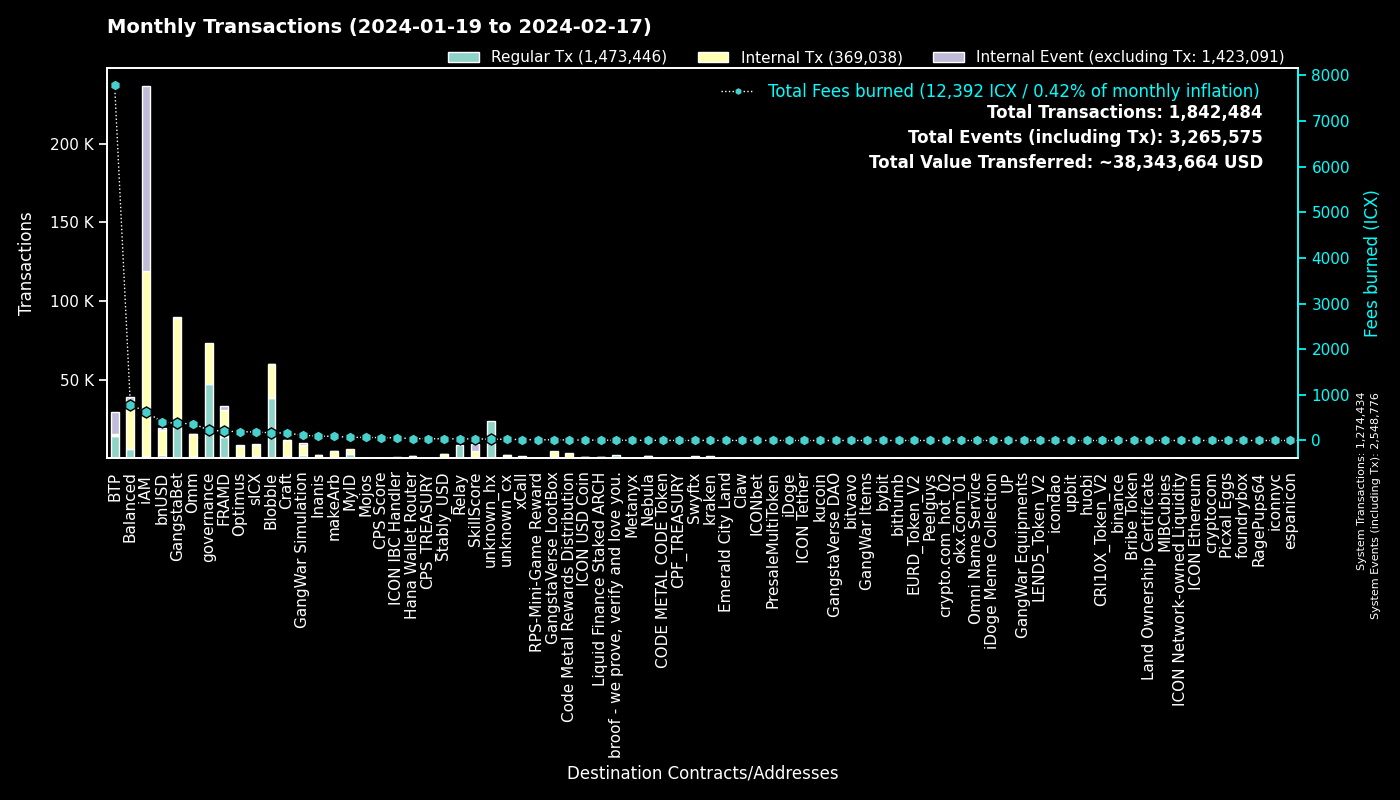 Monthly Transactions (2024-01-19 to 2024-02-17)
Regular Tx (1,473,446)
Internal Tx (369,038)
Internal Event (excluding Tx: 1,423,091)
Total Fees burned (12,392 ICX / 0.42% of monthly inflation)
Total Transactions: 1,842,484
Total Events (including Tx): 3,265,575
Total Value Transferred: ~38,343,664 USD
Transactions
200 K
150 K
100 K
50 K
8000
7000
6000
5000
4000
3000
2000
1000
0
Fees burned (ICX)
System Transactions: 1,274,434
System Events (including Tx): 2,548,776
BTP
Balanced
iAM
bnUSD
GangstaBet
Omm
governance
FRAMD
Optimus
sICX
Blobble
Craft
GangWar Simulation
Inanis
makeArb
MyID
Mojos
CPS Score
ICON IBC Handler
Hana Wallet Router
CPS_TREASURY
Stably_USD
Relay
SkillScore
unknown_hx
unknown_cx
xCall
RPS-Mini-Game Reward
GangstaVerse LootBox
Code Metal Rewards Distribution
ICON USD Coin
Liquid Finance Staked ARCH
broof - we prove, verify and love you.
Metanyx
Nebula
CODE METAL CODE Token
CPF_TREASURY
Swyftx
kraken
Emerald City Land
Claw
ICONbet
PresaleMultiToken
iDoge
ICON Tether
kucoin
GangstaVerse DAO
bitvavo
GangWar Items
bybit
bithumb
EURD_Token_V2
Peelguys
crypto.com_hot_02
okx.com_01
Omni Name Service
iDoge Meme Collection
UP
GangWar Equipments
LEND5_Token_V2
icondao
upbit
huobi
CRI10X_Token_V2
binance
Bribe Token
Land Ownership Certificate
MIBCubies
ICON Network-owned Liquidity
ICON Ethereum
cryptocom
Picxal Eggs
foundrybox
RagePups64
iconnyc
espanicon
Destination Contracts/Addresses